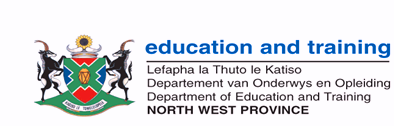 education and training
Lefapha la Thuto le Katiso
Departement van Onderwys en Opleiding
Department of Education and Training
NORTH WEST PROVINCE